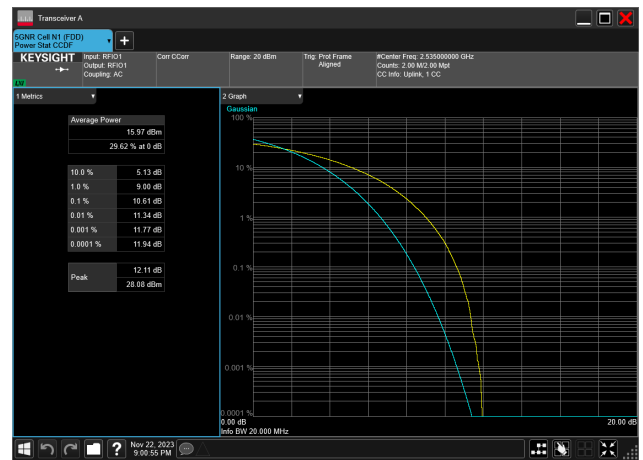 Transceiver A
5GNR Cell N1 (FDD)
Power Stat CCDF
KEYSIGHT
Input: RFIO1
Output: RFIO1
Coupling: AC
Corr CCorr
Range: 20 dBm
Trig: Prot Frame
Aligned
#Center Freq: 2.535000000 GHz
Counts: 2.00 M/2.00 Mpt
CC Info: Uplink, 1 CC
LVI
1 Metrics
Average Power
15.97 dBm
29.62 % at 0 dB
10.0 % 5.13 dB
1.0 % 9.00 dB
0.1 % 10.61 dB
0.01 % 11.34 dB
0.001 % 11.77 dB
0.0001 % 11.94 dB
Peak
12.11 dB
28.08 dBm
2 Graph
Gaussian
100 %
10 %
1 %
0.1 %
0.01 %
0.001 %
0.0001 %
0.00 dB 20.00 dB
Info BW 20.000 MHz
?
Nov 22, 2023
9:00:55 PM